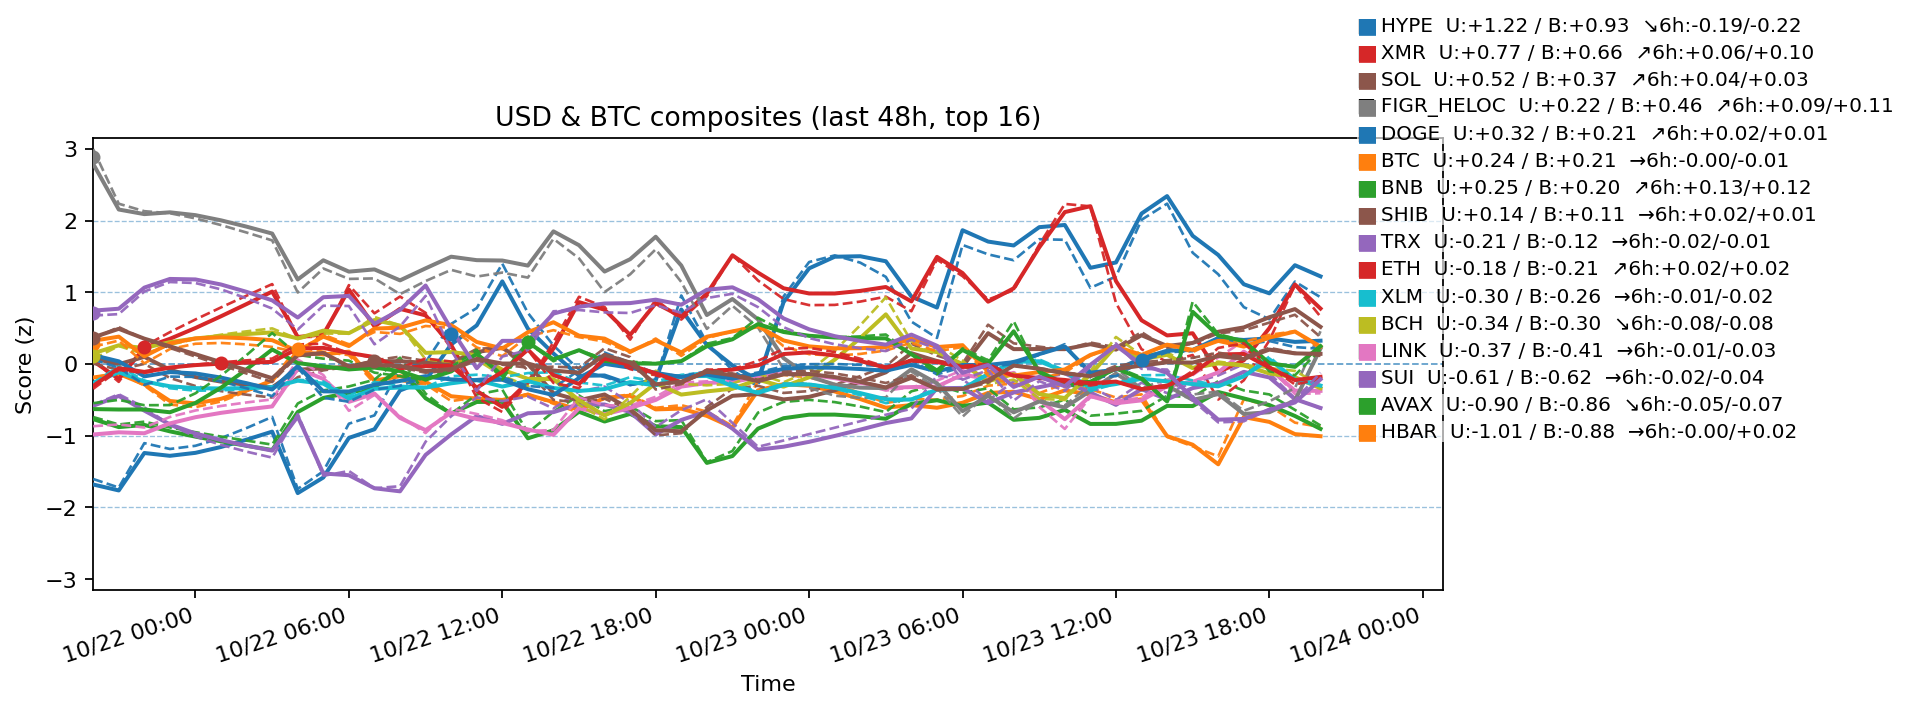 HYPE  U:+1.22 / B:+0.93  ↘6h:-0.19/-0.22
XMR  U:+0.77 / B:+0.66  ↗6h:+0.06/+0.10
SOL  U:+0.52 / B:+0.37  ↗6h:+0.04/+0.03
FIGR_HELOC  U:+0.22 / B:+0.46  ↗6h:+0.09/+0.11
DOGE  U:+0.32 / B:+0.21  ↗6h:+0.02/+0.01
BTC  U:+0.24 / B:+0.21  →6h:-0.00/-0.01
BNB  U:+0.25 / B:+0.20  ↗6h:+0.13/+0.12
SHIB  U:+0.14 / B:+0.11  →6h:+0.02/+0.01
TRX  U:-0.21 / B:-0.12  →6h:-0.02/-0.01
ETH  U:-0.18 / B:-0.21  ↗6h:+0.02/+0.02
XLM  U:-0.30 / B:-0.26  →6h:-0.01/-0.02
BCH  U:-0.34 / B:-0.30  ↘6h:-0.08/-0.08
LINK  U:-0.37 / B:-0.41  →6h:-0.01/-0.03
SUI  U:-0.61 / B:-0.62  →6h:-0.02/-0.04
AVAX  U:-0.90 / B:-0.86  ↘6h:-0.05/-0.07
HBAR  U:-1.01 / B:-0.88  →6h:-0.00/+0.02
USD & BTC composites (last 48h, top 16)
Score (z)
3
2
1
0
−1
−2
−3
10/22 00:00
10/22 06:00
10/22 12:00
10/22 18:00
10/23 00:00
10/23 06:00
10/23 12:00
10/23 18:00
10/24 00:00
Time